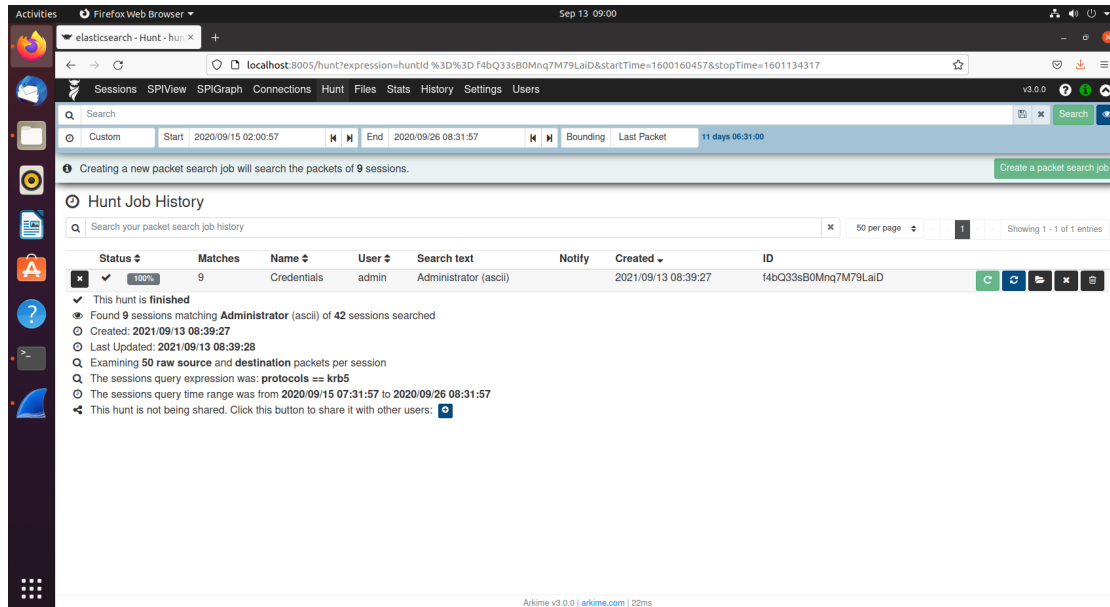 Activities Firefox Web Browser Sep 13 09:00
elasticsearch - Hunt - hun × +
localhost:8005/hunt?expression=huntId %3D%3D f4bQ33sB0Mnq7M79LaiD&startTime=1600160457&stopTime=1601134317
Sessions SPIView SPIGraph Connections Hunt Files Stats History Settings Users v3.0.0
Search Search
Custom Start 2020/09/15 02:00:57 End 2020/09/26 08:31:57 Bounding Last Packet 11 days 06:31:00
Creating a new packet search job will search the packets of 9 sessions. Create a packet search job
Hunt Job History
Search your packet search job history 50 per page 1 Showing 1 - 1 of 1 entries
Status Matches Name User Search text Notify Created ID
100% 9 Credentials admin Administrator (ascii) 2021/09/13 08:39:27 f4bQ33sB0Mnq7M79LaiD
This hunt is finished
Found 9 sessions matching Administrator (ascii) of 42 sessions searched
Created: 2021/09/13 08:39:27
Last Updated: 2021/09/13 08:39:28
Examining 50 raw source and destination packets per session
The sessions query expression was: protocols == krb5
The sessions query time range was from 2020/09/15 07:31:57 to 2020/09/26 08:31:57
This hunt is not being shared. Click this button to share it with other users:
Arkime v3.0.0 | arkime.com | 22ms